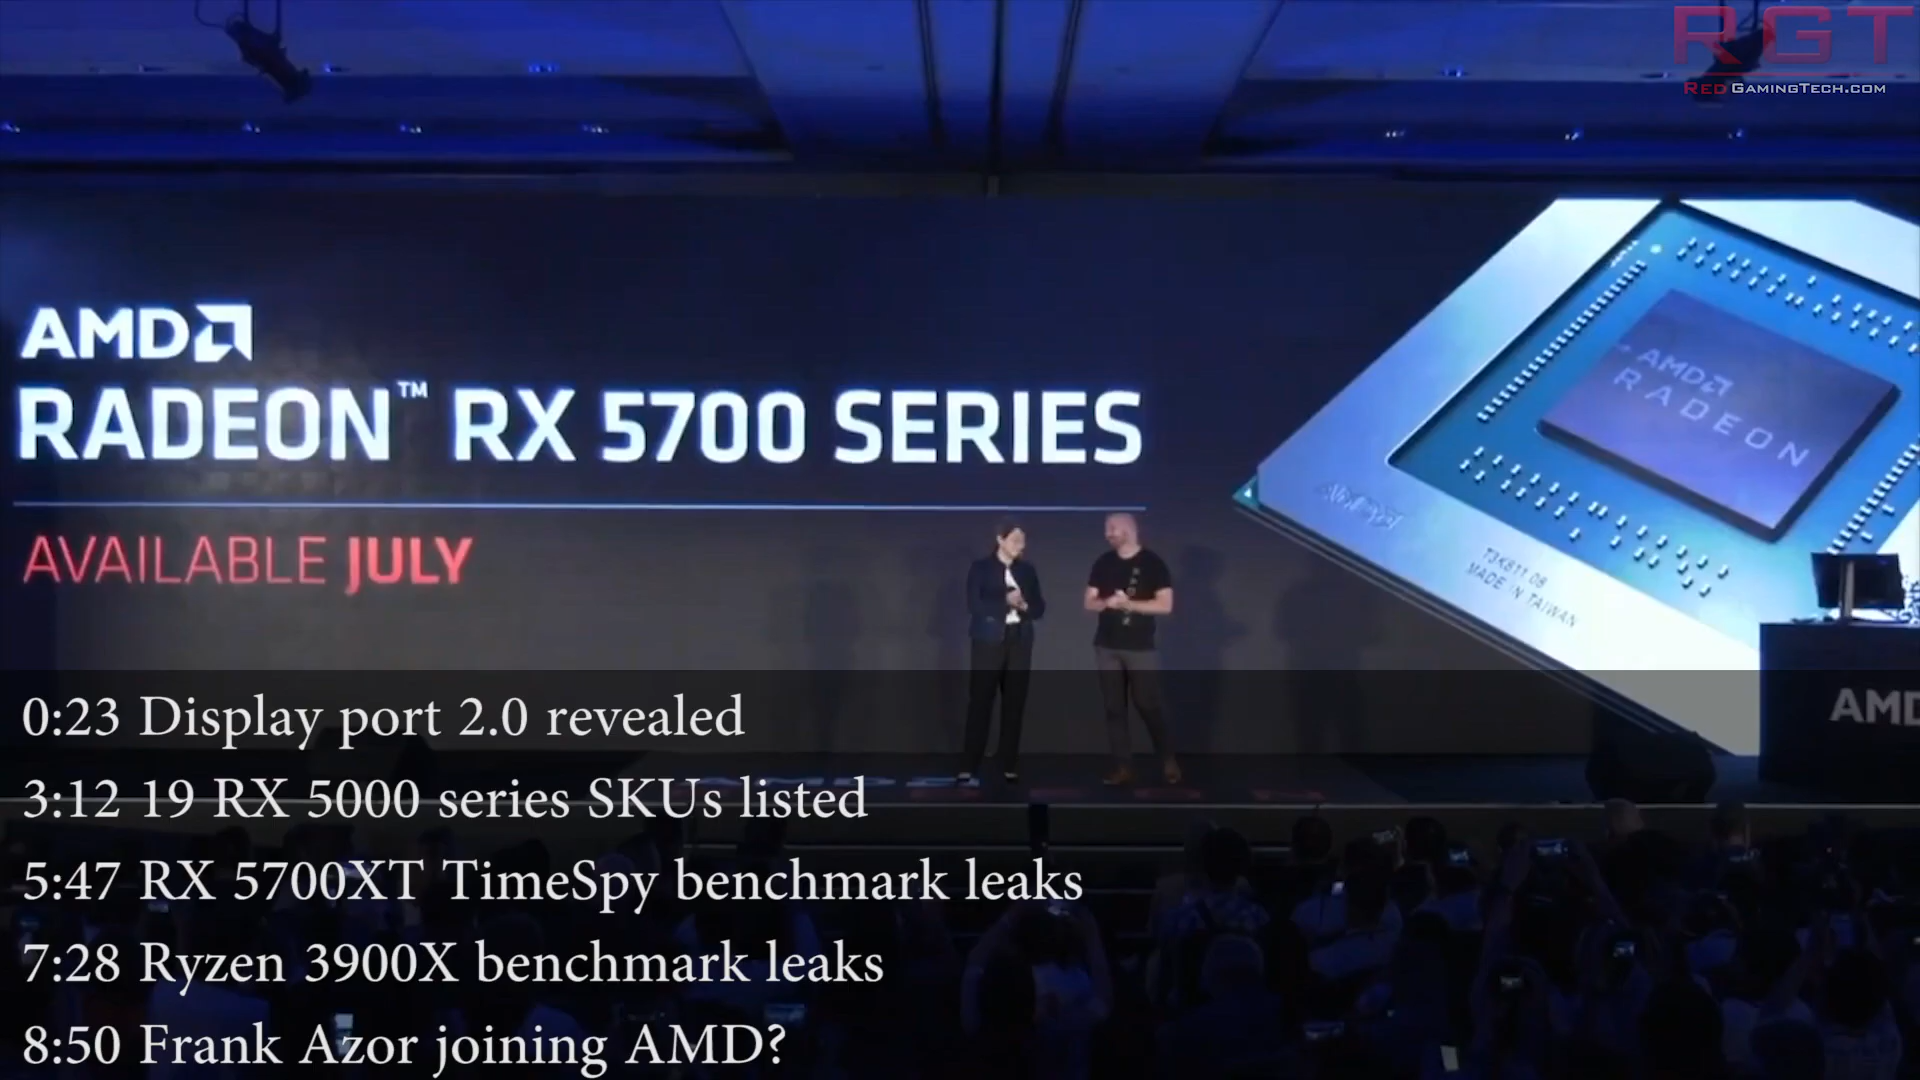 RGT
REDGAMINGTECH.COM
AMD
RADEON™ RX 5700 SERIES
AVAILABLE JULY
AMD
RADEON
MADE IN TAIWAN
AMD
0:23 Display port 2.0 revealed
3:12 19 RX 5000 series SKUs listed
5:47 RX 5700XT TimeSpy benchmark leaks
7:28 Ryzen 3900X benchmark leaks
8:50 Frank Azor joining AMD?